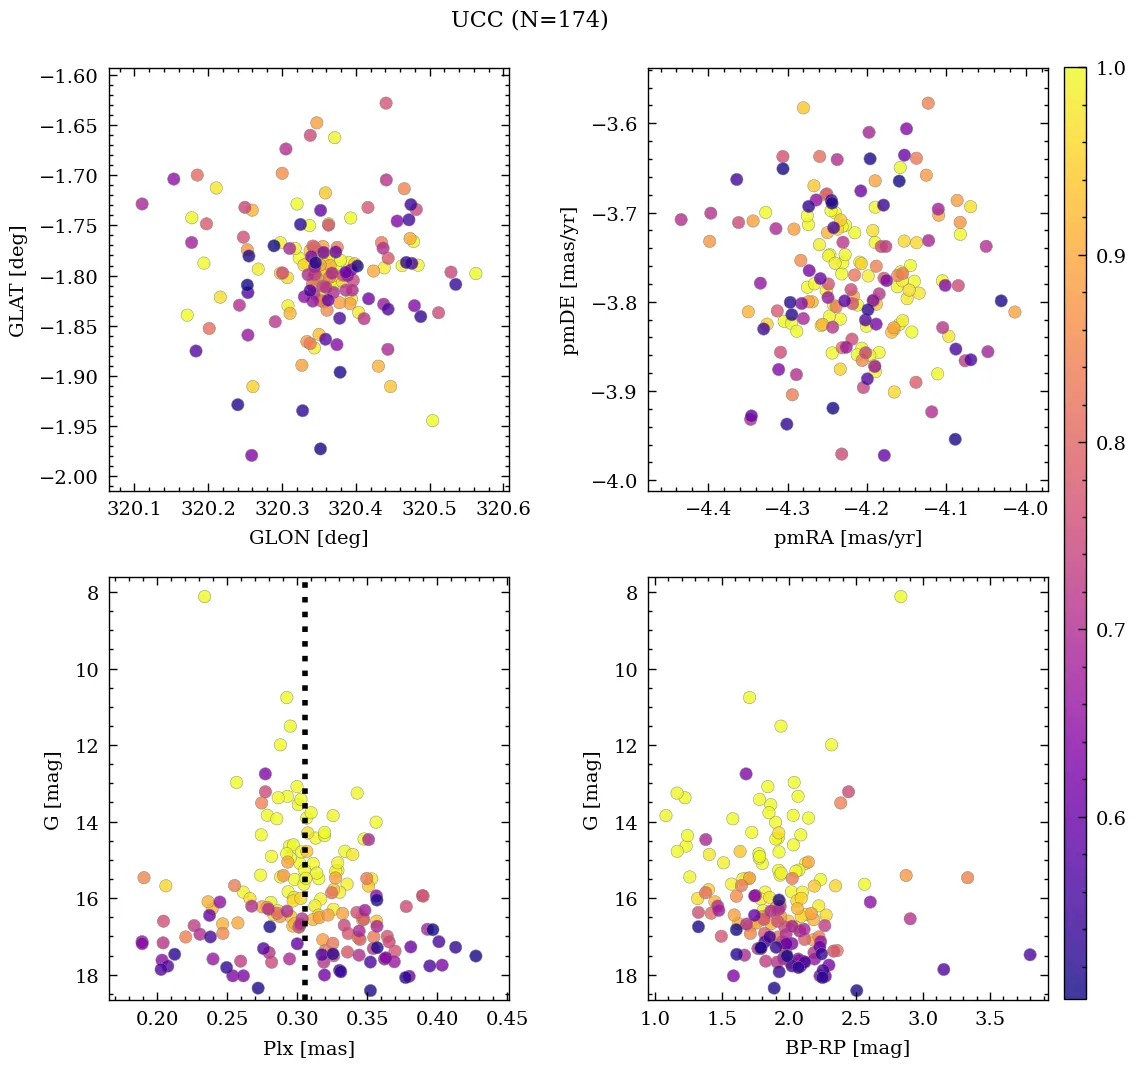 UCC (N=174)
−1.60
−1.65
−1.70
−1.75
−1.80
−1.85
−1.90
−1.95
−2.00
GLAT [deg]
320.1 320.2 320.3 320.4 320.5 320.6
GLON [deg]
−3.6
−3.7
−3.8
−3.9
−4.0
pmDE [mas/yr]
−4.4 −4.3 −4.2 −4.1 −4.0
pmRA [mas/yr]
8
10
12
14
16
18
G [mag]
0.20 0.25 0.30 0.35 0.40 0.45
Plx [mas]
8
10
12
14
16
18
G [mag]
1.0 1.5 2.0 2.5 3.0 3.5
BP-RP [mag]
1.0
0.9
0.8
0.7
0.6